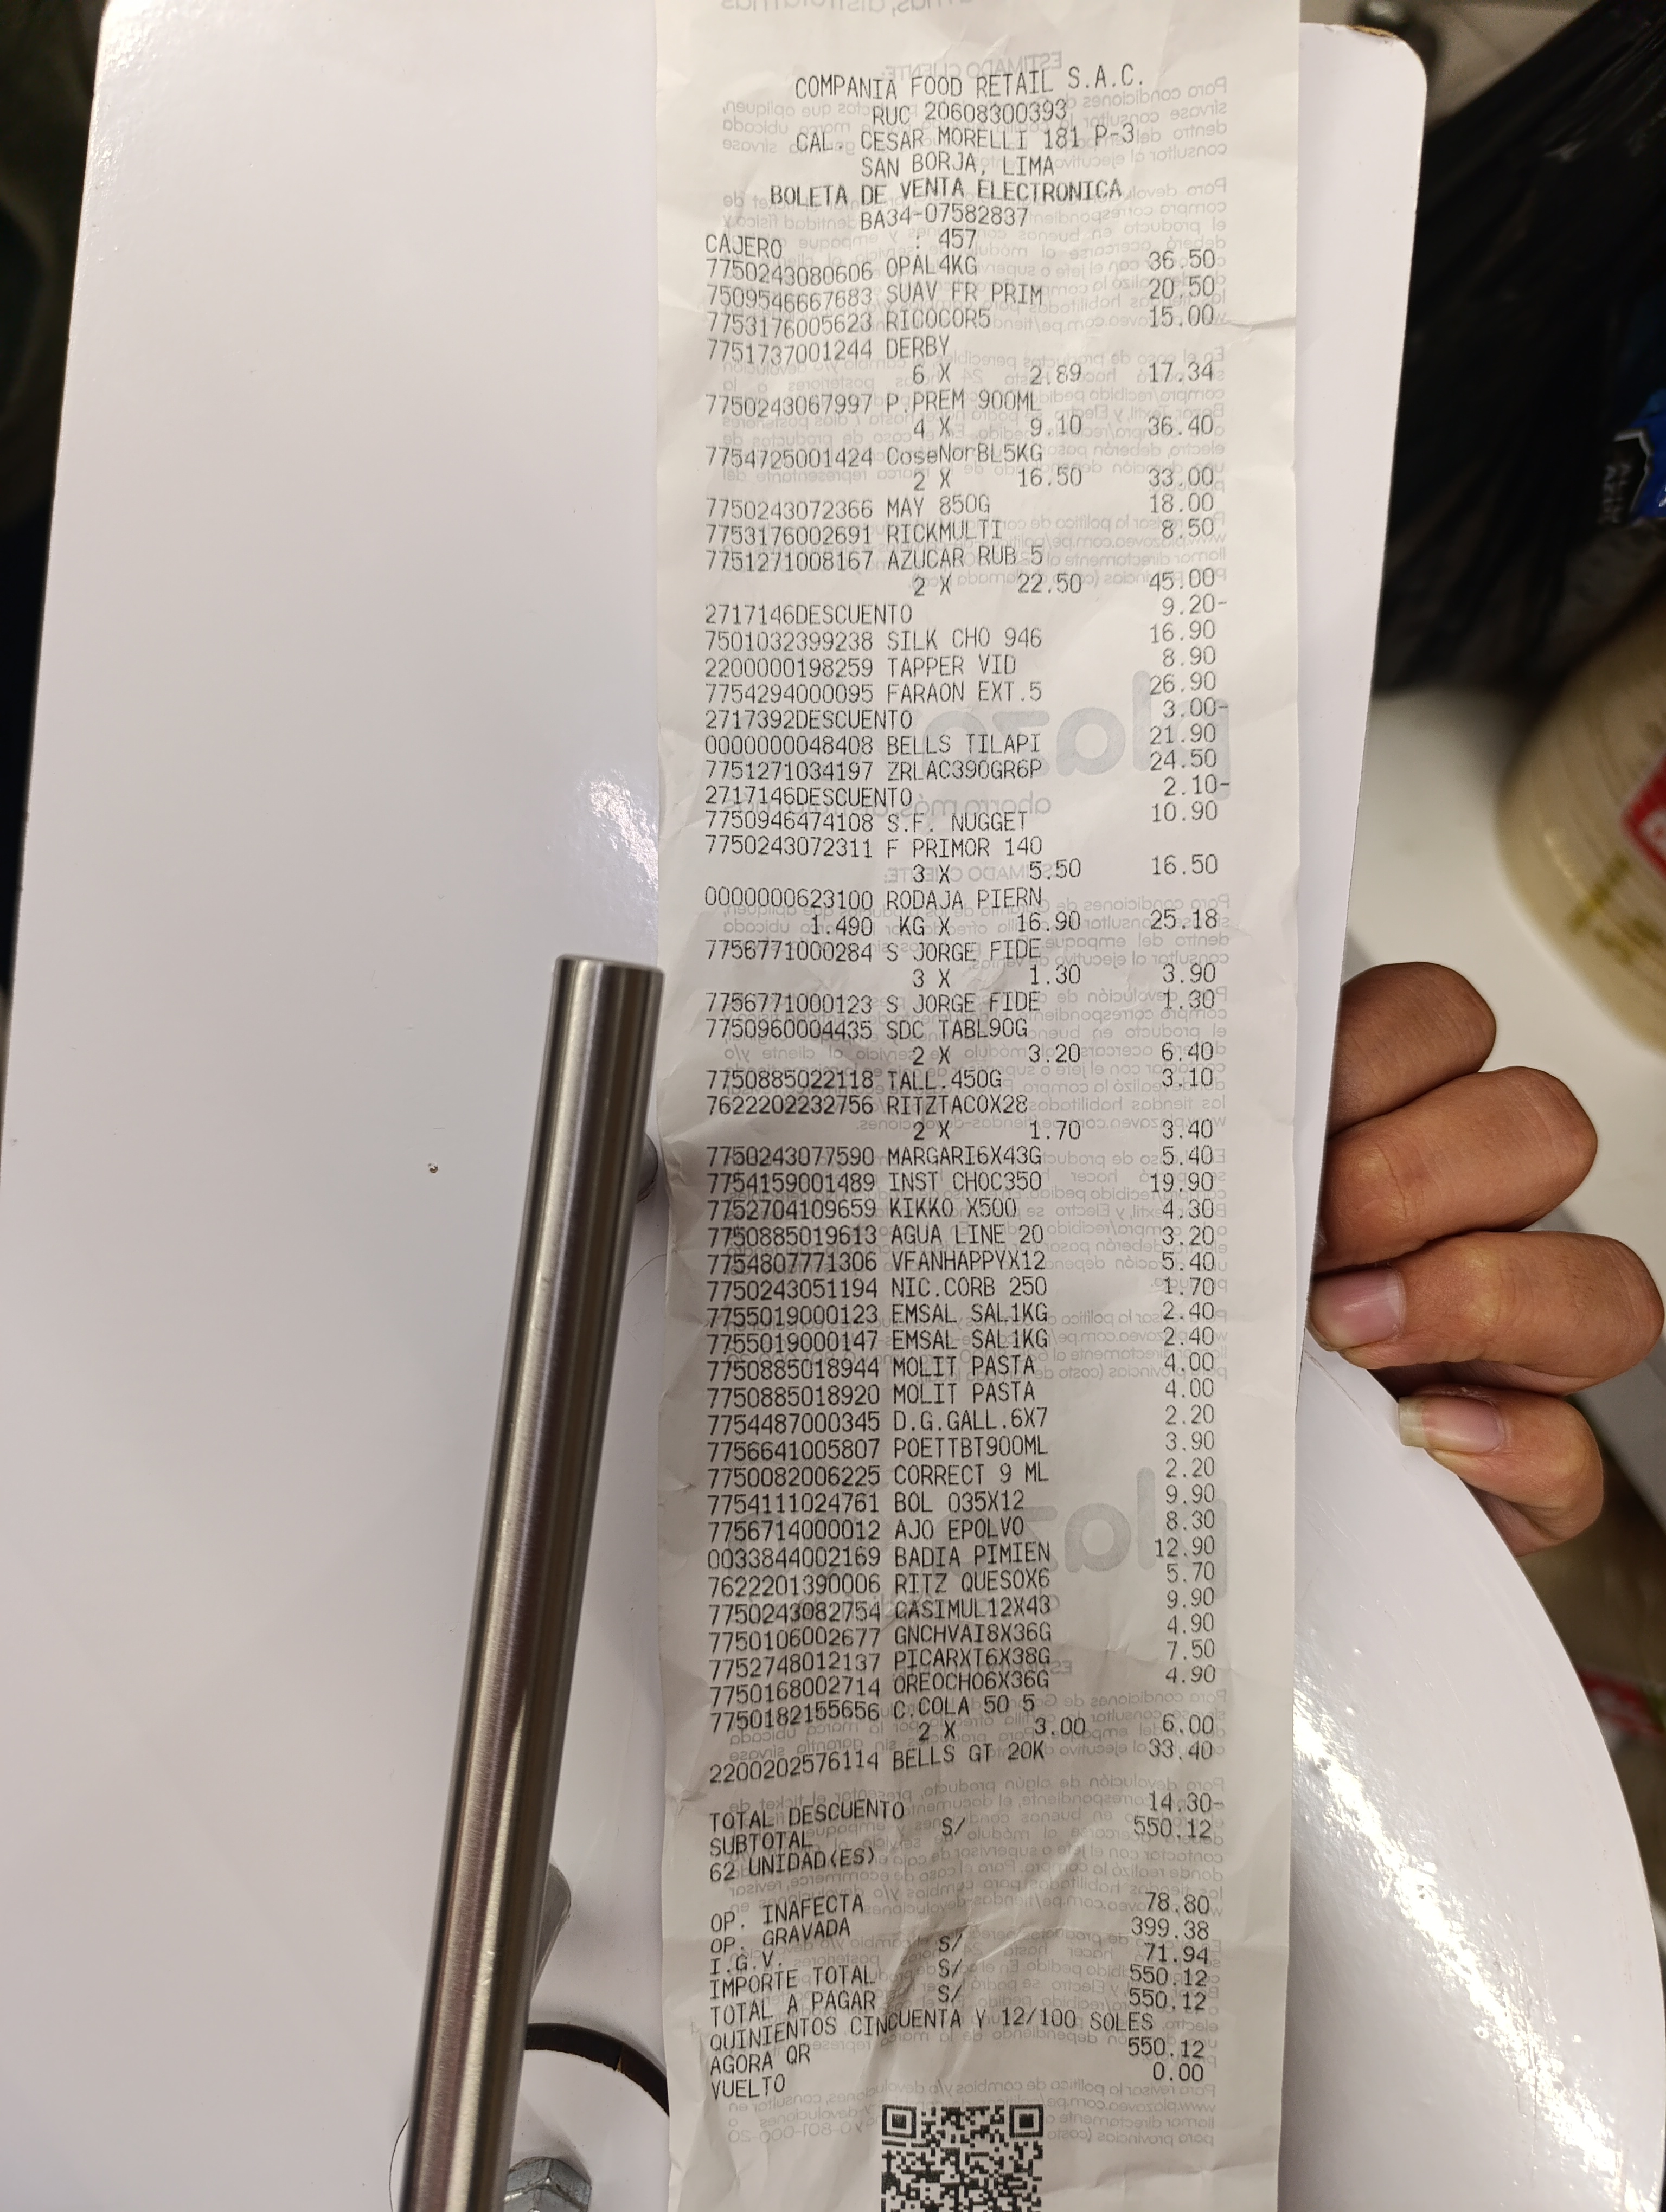 COMPANIA FOOD RETAIL S.A.C.
RUC 20608300393
CAL. CESAR MORELLI 181 P-3
SAN BORJA, LIMA
BOLETA DE VENTA ELECTRONICA
BA34-07582837
CAJERO : 457
7750243080606 OPAL4KG 36.50
7509546667683 SUAV FR PRIM 20.50
7753176005623 RICOCOR5 15.00
7751737001244 DERBY
6 X 2.89 17.34
7750243067997 P.PREM 900ML
4 X 9.10 36.40
7754725001424 CoseNorBL5KG
2 X 16.50 33.00
7750243072366 MAY 850G 18.00
7753176002691 RICKMULTI 8.50
7751271008167 AZUCAR RUB 5
2 X 22.50 45.00
2717146DESCUENTO 9.20-
7501032399238 SILK CHO 946 16.90
2200000198259 TAPPER VID 8.90
7754294000095 FARAON EXT.5 26.90
2717392DESCUENTO 3.00-
0000000048408 BELLS TILAPI 21.90
7751271034197 ZRLAC390GR6P 24.50
2717146DESCUENTO 2.10-
7750946474108 S.F. NUGGET 10.90
7750243072311 F PRIMOR 140
3 X 5.50 16.50
0000000623100 RODAJA PIERN
1.490 KG X 16.90 25.18
7756771000284 S JORGE FIDE
3 X 1.30 3.90
7756771000123 S JORGE FIDE 1.30
7750960004435 SDC TABL90G
2 X 3.20 6.40
7750885022118 TALL.450G 3.10
7622202232756 RITZTACOX28
2 X 1.70 3.40
7750243077590 MARGARI6X43G 5.40
7754159001489 INST CHOC350 19.90
7752704109659 KIKKO X500 4.30
7750885019613 AGUA LINE 20 3.20
7754807771306 VFANHAPPYX12 5.40
7750243051194 NIC.CORB 250 1.70
7755019000123 EMSAL SAL1KG 2.40
7755019000147 EMSAL SAL1KG 2.40
7750885018944 MOLIT PASTA 4.00
7750885018920 MOLIT PASTA 4.00
7754487000345 D.G.GALL.6X7 2.20
7756641005807 POETTBT900ML 3.90
7750082006225 CORRECT 9 ML 2.20
7754111024761 BOL 035X12 9.90
7756714000012 AJO EPOLVO 8.30
0033844002169 BADIA PIMIEN 12.90
7622201390006 RITZ QUESOX6 5.70
7750243082754 CASIMUL12X43 9.90
7750106002677 GNCHVAI8X36G 4.90
7752748012137 PICARXT6X38G 7.50
7750168002714 OREOCHO6X36G 4.90
7750182155656 C.COLA 50 5
2 X 3.00 6.00
2200202576114 BELLS GT 20K 33.40
TOTAL DESCUENTO 14.30-
SUBTOTAL S/ 550.12
62 UNIDAD(ES)
OP. INAFECTA 78.80
OP. GRAVADA 399.38
I.G.V. S/ 71.94
IMPORTE TOTAL S/ 550.12
TOTAL A PAGAR S/ 550.12
QUINIENTOS CINCUENTA Y 12/100 SOLES
AGORA QR 550.12
VUELTO 0.00